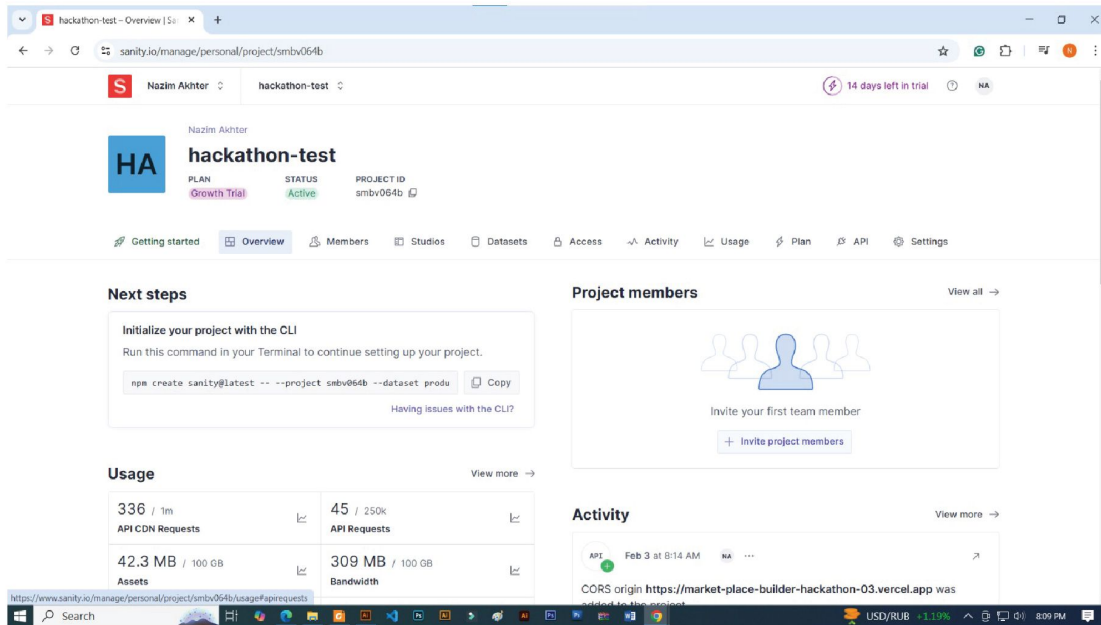 hackathon-test – Overview | Sa
sanity.io/manage/personal/project/smbv064b
N
S Nazim Akhter hackathon-test 14 days left in trial NA
Nazim Akhter
HA
hackathon-test
PLAN STATUS PROJECT ID
Growth Trial Active smbv064b
Getting started Overview Members Studios Datasets Access Activity Usage Plan API Settings
Next steps
Initialize your project with the CLI
Run this command in your Terminal to continue setting up your project.
npm create sanity@latest -- --project smbv064b --dataset produ Copy
Having issues with the CLI?
Project members View all →
Invite your first team member
+ Invite project members
Usage View more →
336 / 1m
API CDN Requests
45 / 250k
API Requests
42.3 MB / 100 GB
Assets
309 MB / 100 GB
Bandwidth
Activity View more →
API Feb 3 at 8:14 AM NA ...
CORS origin https://market-place-builder-hackathon-03.vercel.app was
added to the project
https://www.sanity.io/manage/personal/project/smbv064b/usage#apirequests
Search USD/RUB +1.19% 8:09 PM